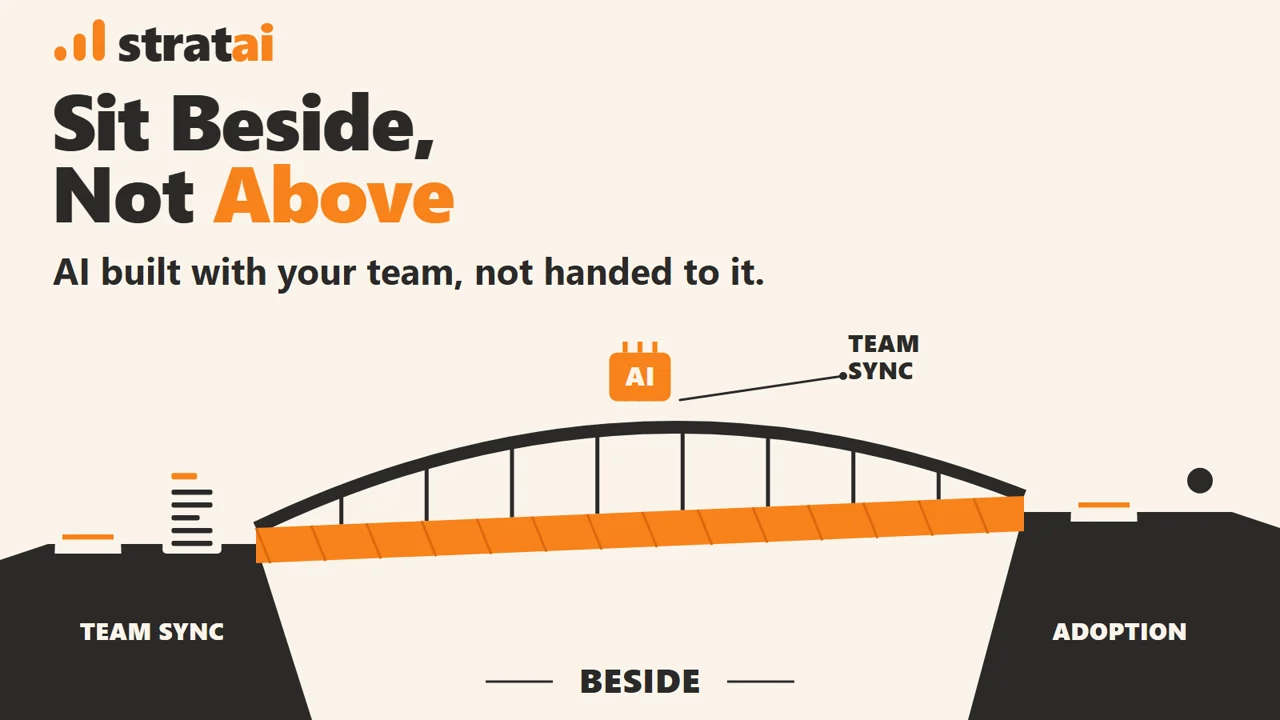 stratai
Sit Beside,
Not Above
AI built with your team, not handed to it.
AI
TEAM
SYNC
TEAM SYNC
ADOPTION
BESIDE